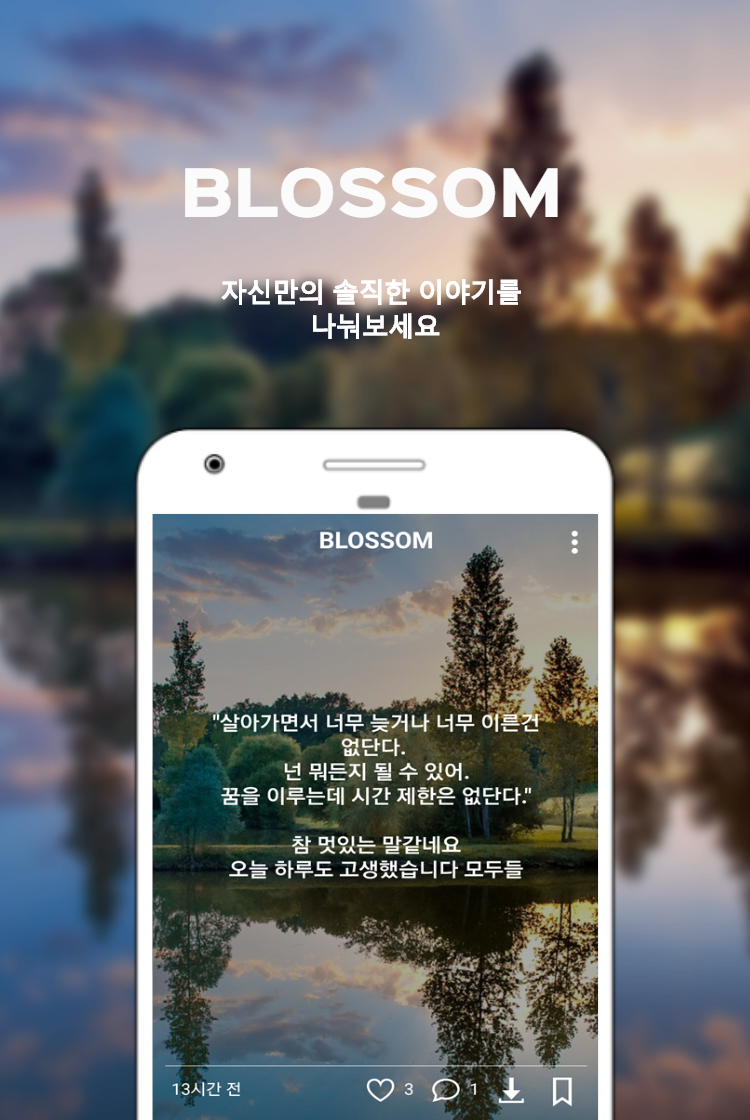 BLOSSOM
자신만의 솔직한 이야기를
나눠보세요
BLOSSOM
"살아가면서 너무 늦거나 너무 이른건
없단다.
넌 뭐든지 될 수 있어.
꿈을 이루는데 시간 제한은 없단다."
참 멋있는 말같네요
오늘 하루도 고생했습니다 모두들
13시간 전 3 1